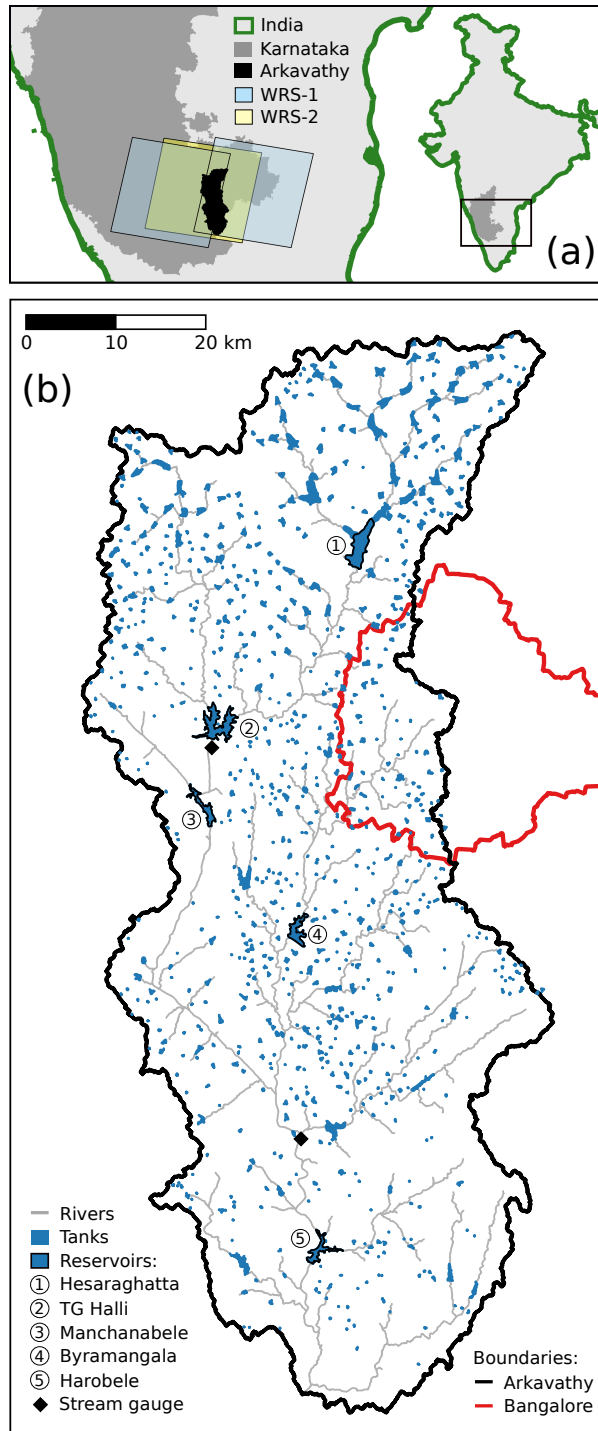 India
Karnataka
Arkavathy
WRS-1
WRS-2
(a)
0 10 20 km
(b)
1
2
3
4
5
Rivers
Tanks
Reservoirs:
1 Hesaraghatta
2 TG Halli
3 Manchanabele
4 Byramangala
5 Harobele
Stream gauge
Boundaries:
Arkavathy
Bangalore